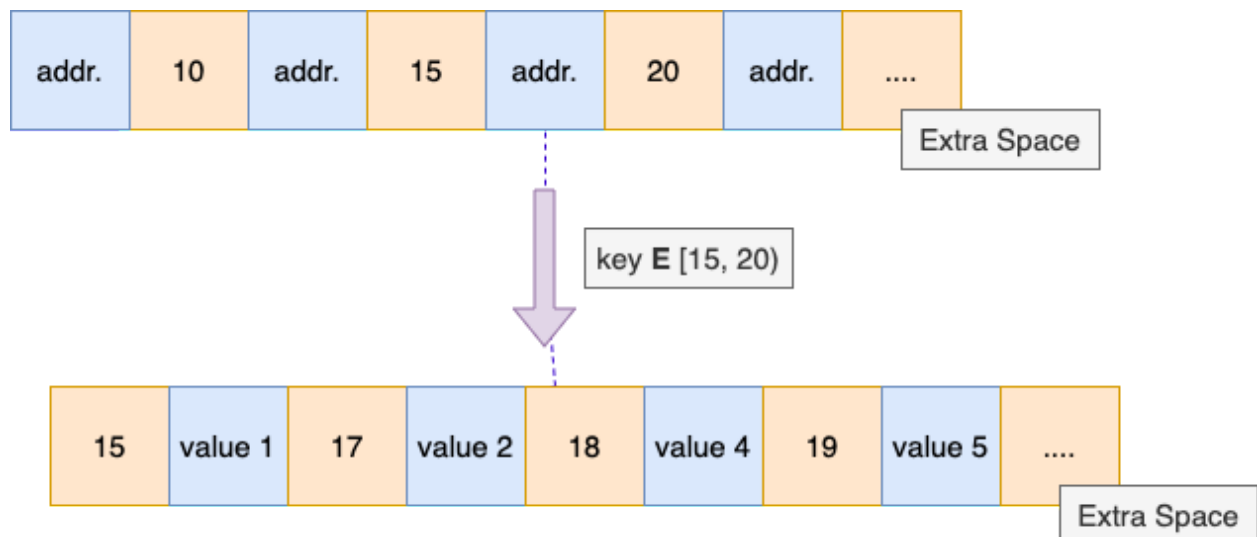 addr. 10 addr. 15 addr. 20 addr. ....
Extra Space
key E [15, 20)
15 value 1 17 value 2 18 value 4 19 value 5 ....
Extra Space